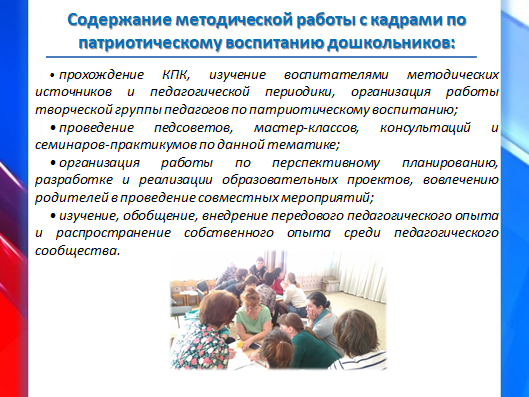 Содержание методической работы с кадрами по
патриотическому воспитанию дошкольников:
• прохождение КПК, изучение воспитателями методических
источников и педагогической периодики, организация работы
творческой группы педагогов по патриотическому воспитанию;
• проведение педсоветов, мастер-классов, консультаций и
семинаров-практикумов по данной тематике;
• организация работы по перспективному планированию,
разработке и реализации образовательных проектов, вовлечению
родителей в проведение совместных мероприятий;
• изучение, обобщение, внедрение передового педагогического опыта
и распространение собственного опыта среди педагогического
сообщества.